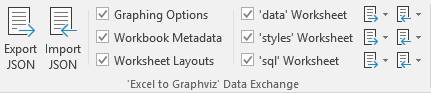 Export
JSON
Import
JSON
Graphing Options
Workbook Metadata
Worksheet Layouts
'data' Worksheet
'styles' Worksheet
'sql' Worksheet
'Excel to Graphviz' Data Exchange